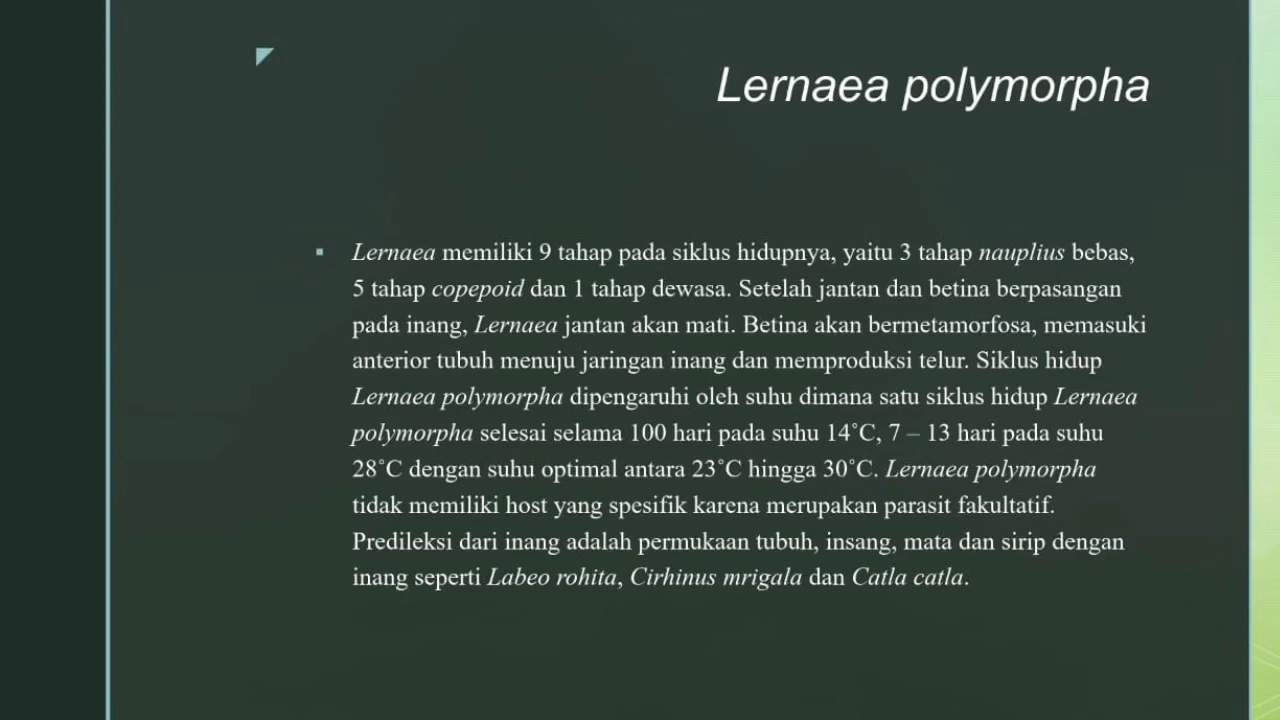 Lernaea polymorpha
Lernaea memiliki 9 tahap pada siklus hidupnya, yaitu 3 tahap nauplius bebas,
5 tahap copepoid dan 1 tahap dewasa. Setelah jantan dan betina berpasangan
pada inang, Lernaea jantan akan mati. Betina akan bermetamorfosa, memasuki
anterior tubuh menuju jaringan inang dan memproduksi telur. Siklus hidup
Lernaea polymorpha dipengaruhi oleh suhu dimana satu siklus hidup Lernaea
polymorpha selesai selama 100 hari pada suhu 14˚C, 7 – 13 hari pada suhu
28˚C dengan suhu optimal antara 23˚C hingga 30˚C. Lernaea polymorpha
tidak memiliki host yang spesifik karena merupakan parasit fakultatif.
Predileksi dari inang adalah permukaan tubuh, insang, mata dan sirip dengan
inang seperti Labeo rohita, Cirhinus mrigala dan Catla catla.